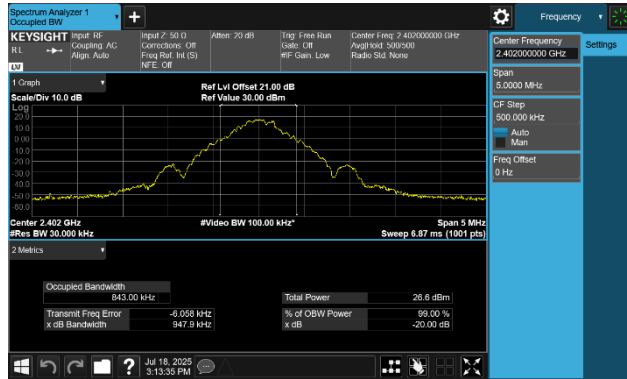 Spectrum Analyzer 1
Occupied BW
+
Frequency
KEYSIGHT
Input: RF
Coupling: AC
Align: Auto
Input Z: 50 Ω
Corrections: Off
Freq Ref: Int (S)
NFE: Off
Atten: 20 dB
Trig: Free Run
Gate: Off
#IF Gain: Low
Center Freq: 2.402000000 GHz
Avg|Hold: 500/500
Radio Std: None
R L
LXI
Center Frequency
2.402000000 GHz
Settings
Span
5.0000 MHz
CF Step
500.000 kHz
Auto
Man
Freq Offset
0 Hz
1 Graph
Scale/Div 10.0 dB
Ref Lvl Offset 21.00 dB
Ref Value 30.00 dBm
Log
20.0
10.0
0.00
-10.0
-20.0
-30.0
-40.0
-50.0
-60.0
Center 2.402 GHz
#Res BW 30.000 kHz
#Video BW 100.00 kHz*
Span 5 MHz
Sweep 6.87 ms (1001 pts)
2 Metrics
Occupied Bandwidth
843.00 kHz
Total Power 26.6 dBm
Transmit Freq Error -6.058 kHz
% of OBW Power 99.00 %
x dB Bandwidth 947.9 kHz
x dB -20.00 dB
?
Jul 18, 2025
3:13:35 PM